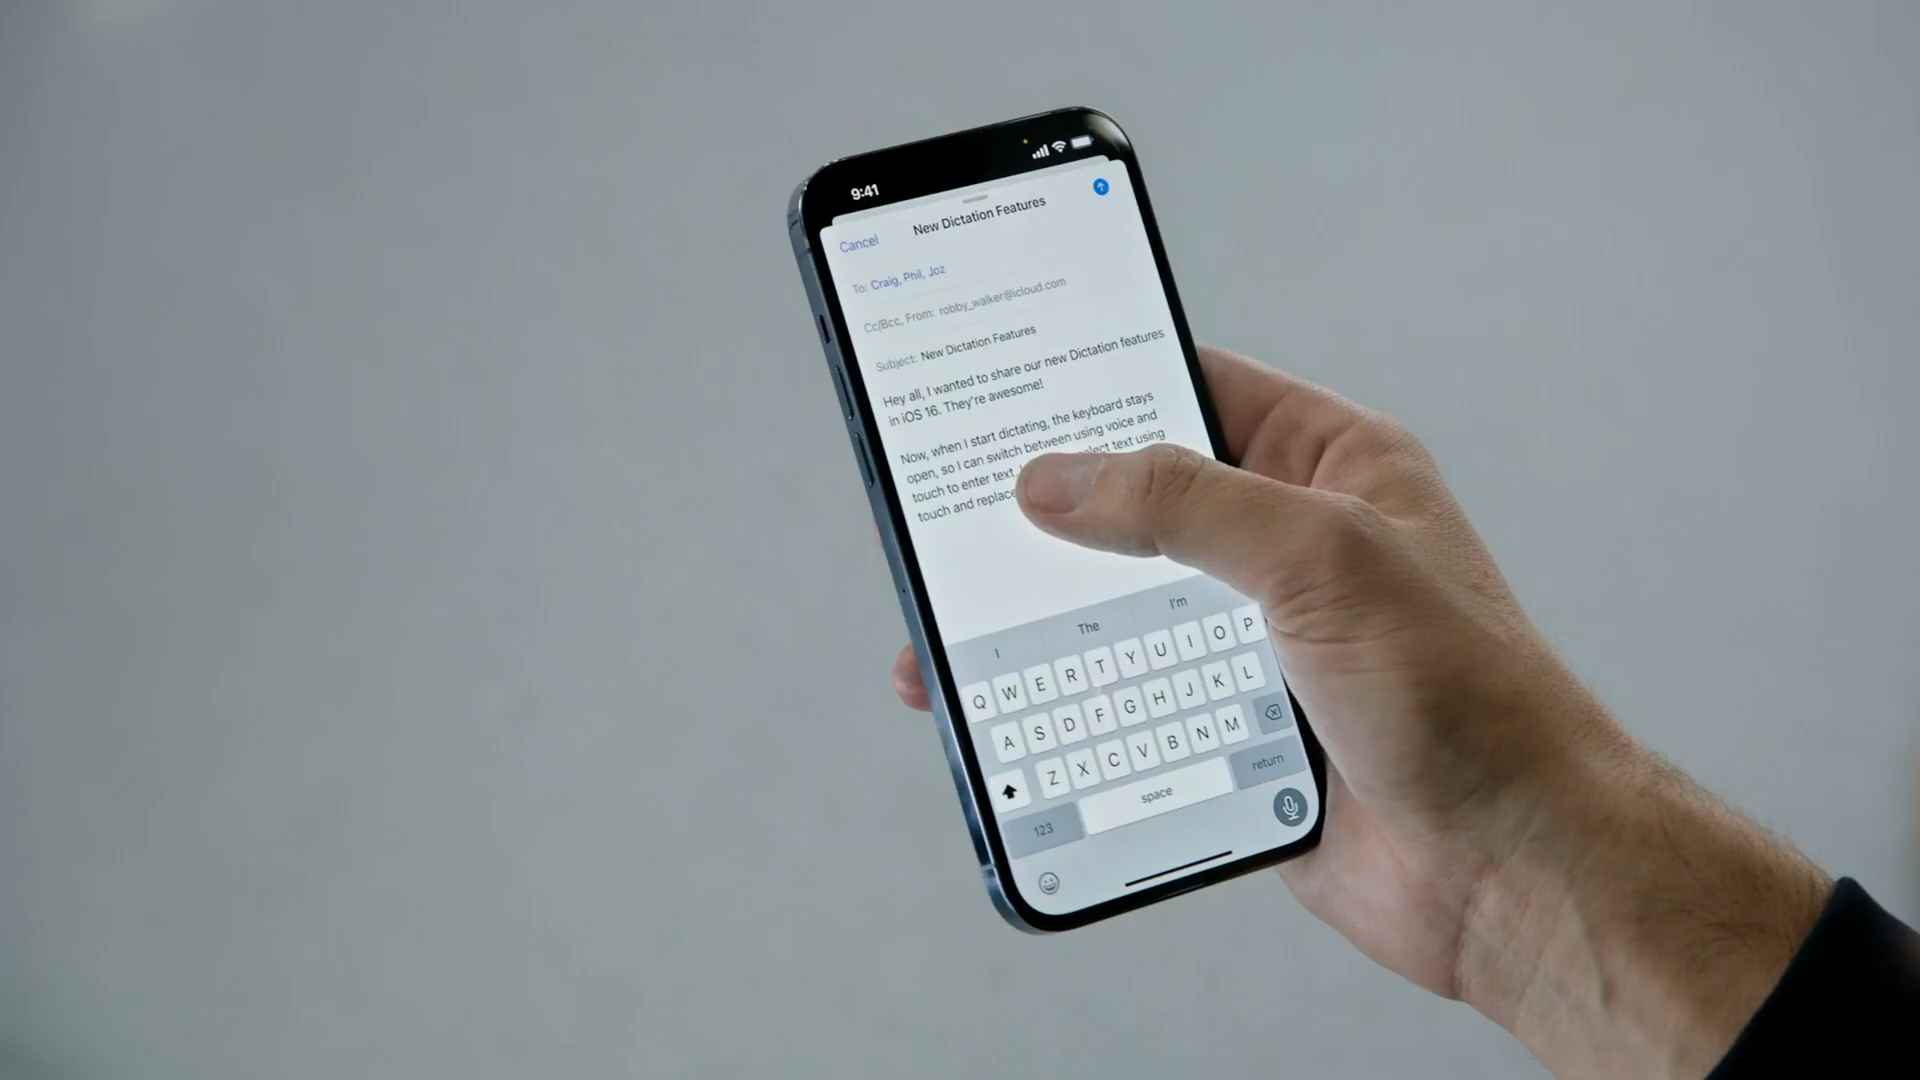 9:41
Cancel
New Dictation Features
To: Craig, Phil, Joz
Cc/Bcc, From: robby_walker@icloud.com
Subject: New Dictation Features
Hey all, I wanted to share our new Dictation features
in iOS 16. They're awesome!
Now, when I start dictating, the keyboard stays
open, so I can switch between using voice and
touch to enter text. text using
touch and replace
I
The
I'm
Q W E R T Y U I O P
A S D F G H J K L
Z X C V B N M
123
space
return